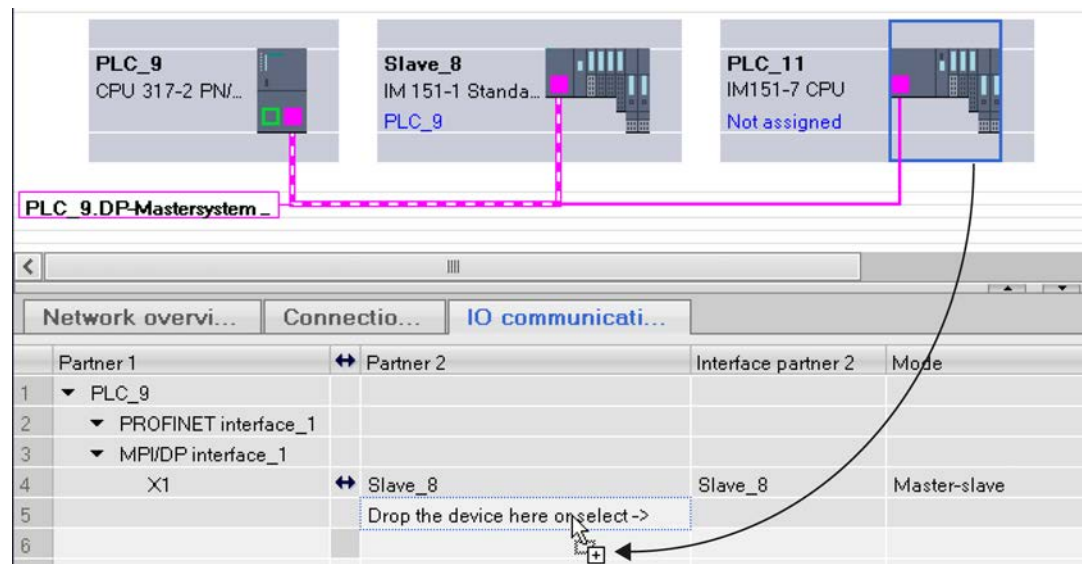 PLC_9
CPU 317-2 PN/...
Slave_8
IM 151-1 Standa...
PLC_9
PLC_11
IM151-7 CPU
Not assigned
PLC_9.DP-Mastersystem _
Network overvi...
Connectio...
IO communicati...
Partner 1
Partner 2
Interface partner 2
Mode
1 PLC_9
2 PROFINET interface_1
3 MPI/DP interface_1
4 X1 Slave_8 Slave_8 Master-slave
5 Drop the device here or select ->
6